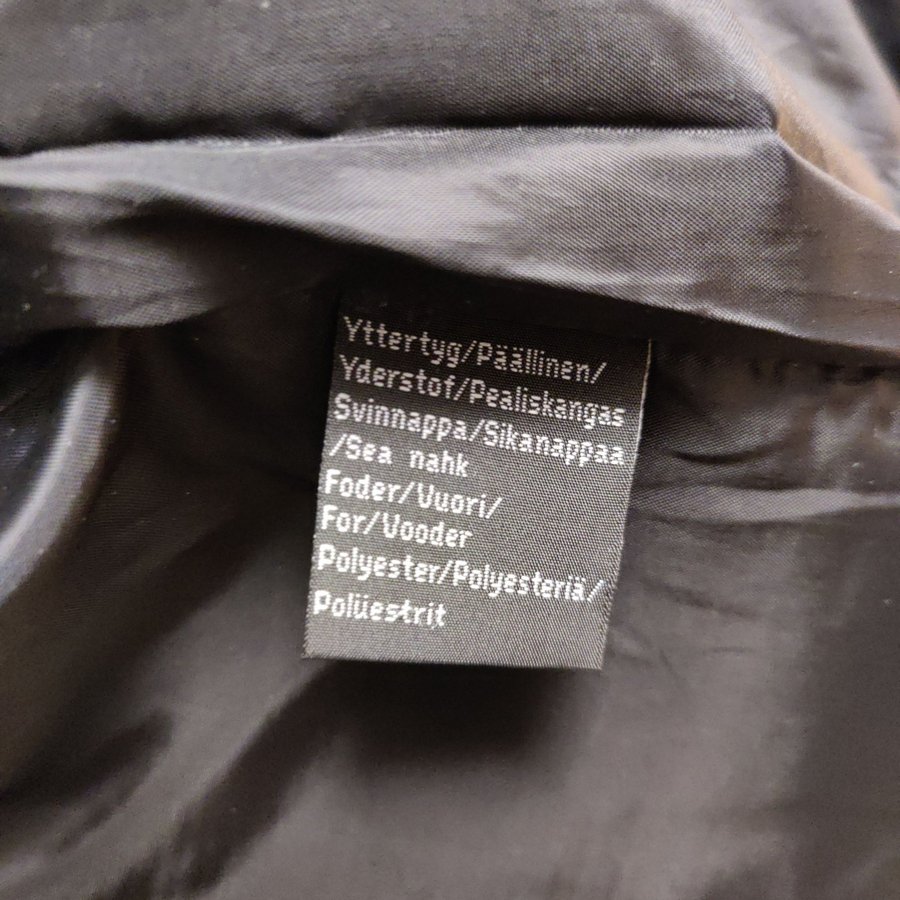 Yttertyg/Päällinen/
Yderstof/Pealiskangas
Svinnappa/Sikanappaa
/Sea nahk
Foder/Vuori/
For/Vooder
Polyester/Polyesteriä/
Polüestrit